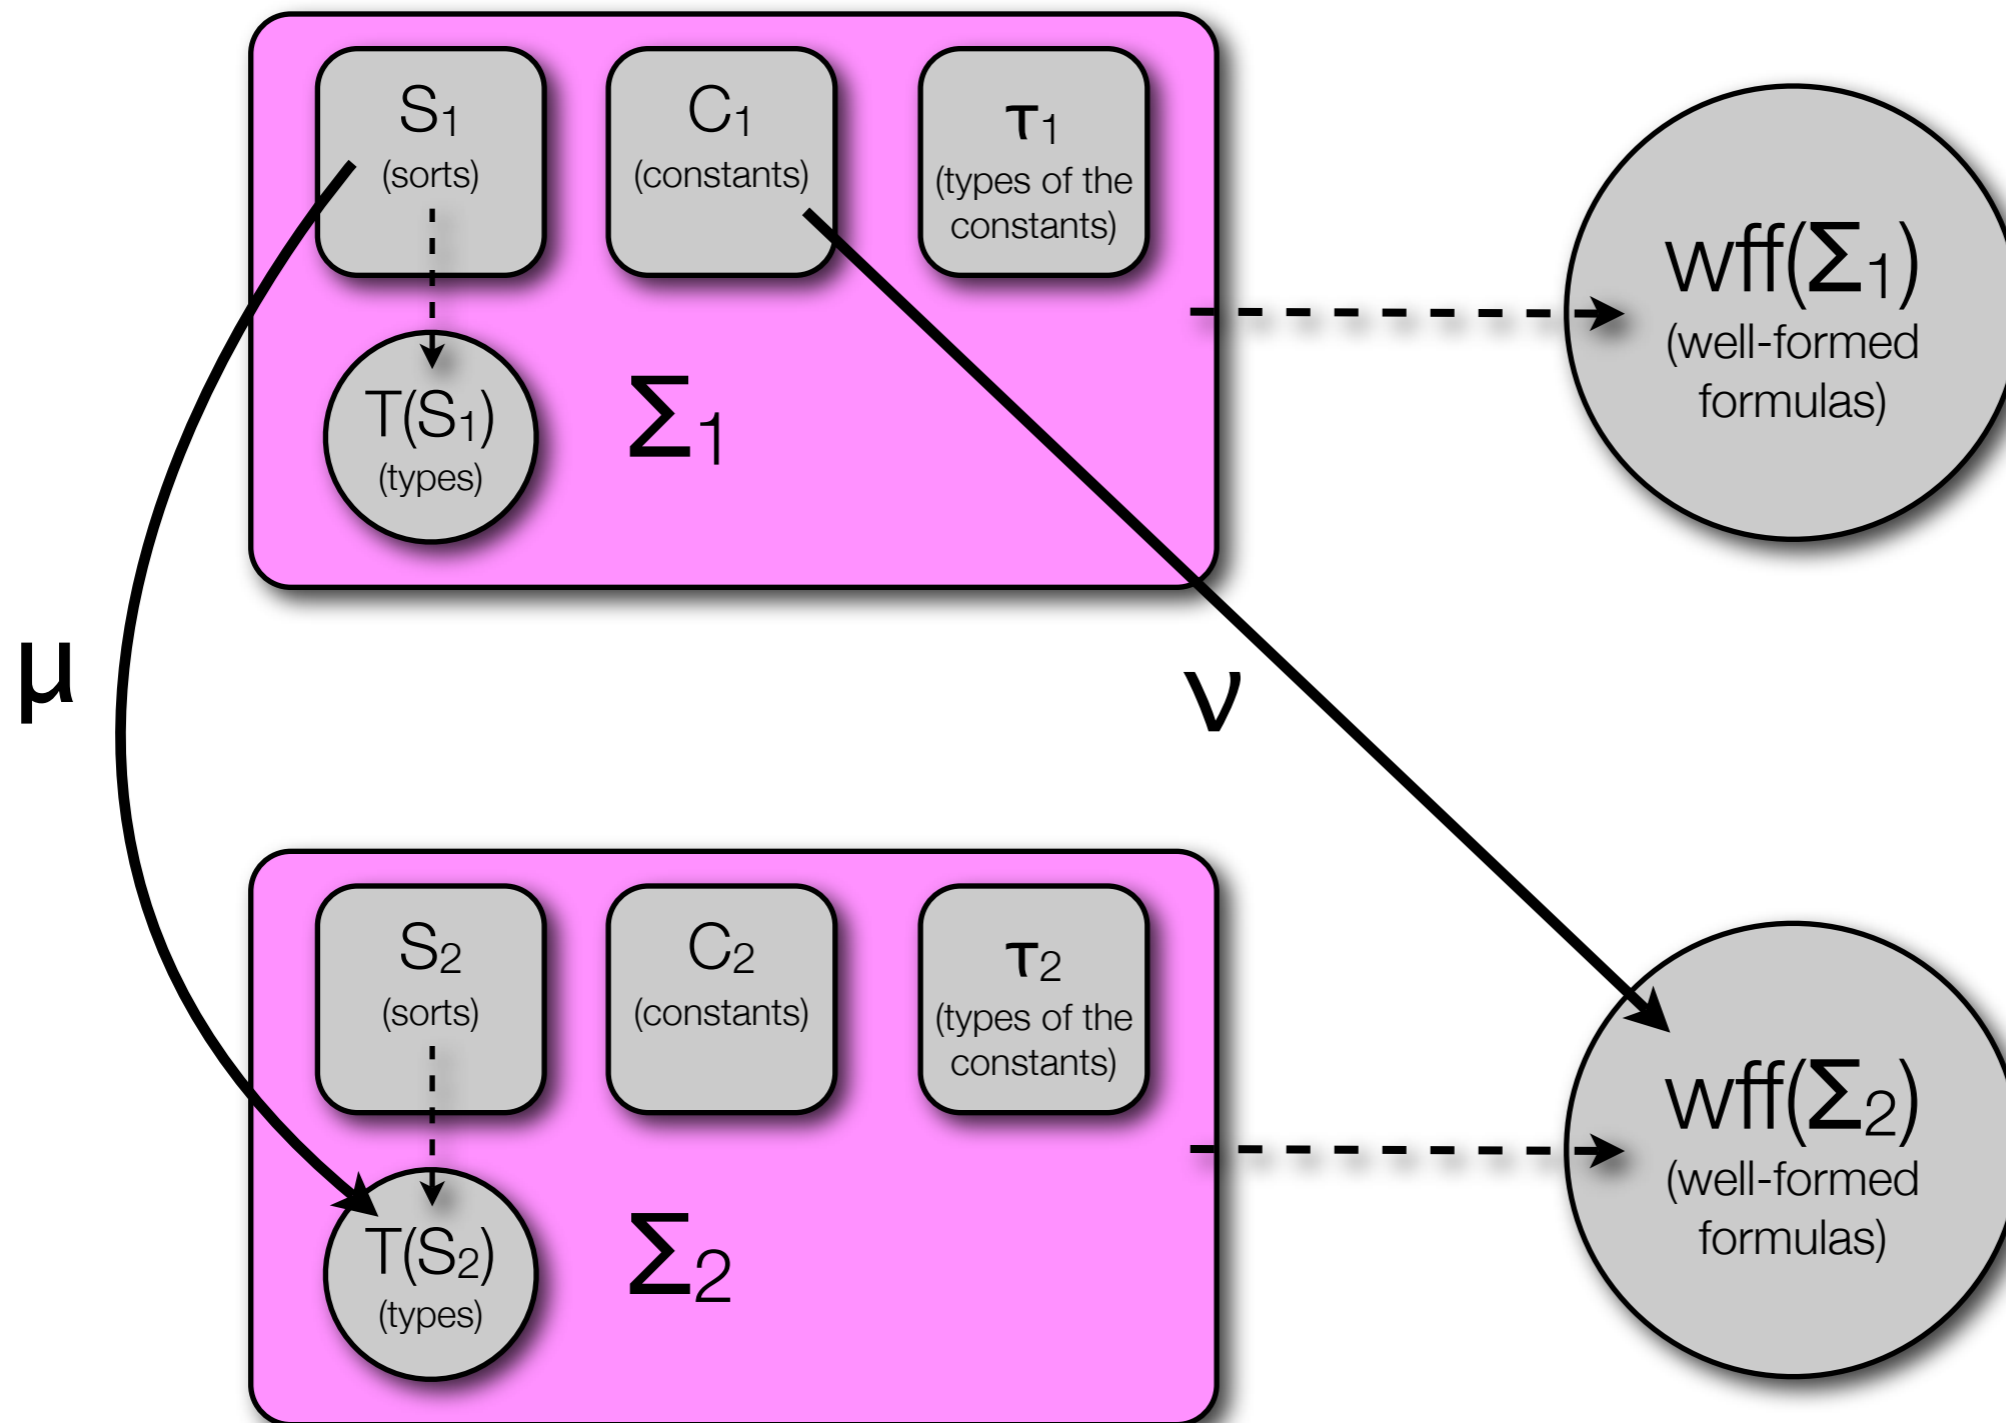 S₁
(sorts)
C₁
(constants)
τ₁
(types of the
constants)
T(S₁)
(types)
Σ₁
wff(Σ₁)
(well-formed
formulas)
μ
ν
S₂
(sorts)
C₂
(constants)
τ₂
(types of the
constants)
T(S₂)
(types)
Σ₂
wff(Σ₂)
(well-formed
formulas)